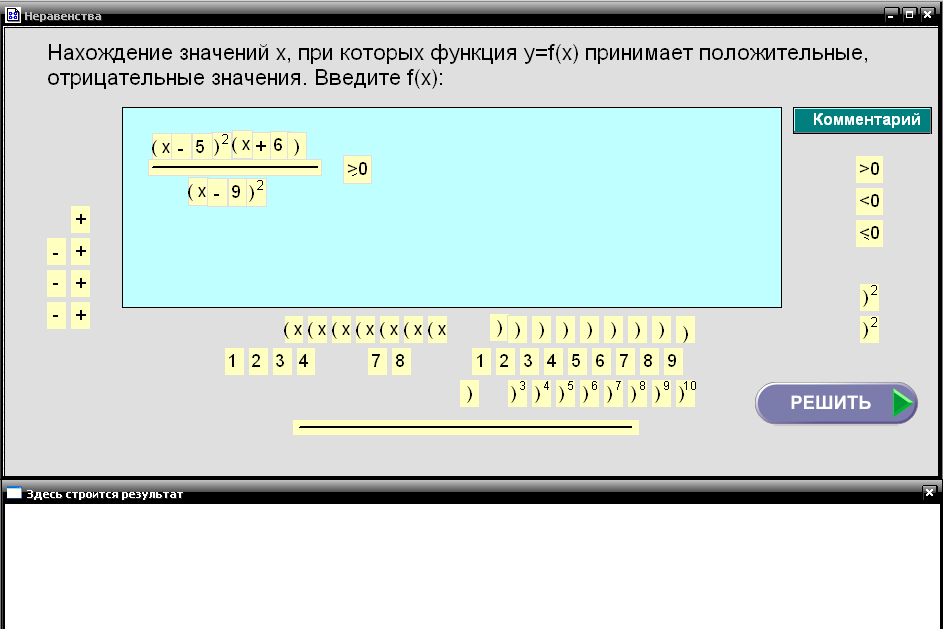 Неравенства
Нахождение значений x, при которых функция y=f(x) принимает положительные,
отрицательные значения. Введите f(x):
Комментарий
(x - 5)²(x + 6)
(x - 9)²
⩾0
>0
<0
⩽0
+
- +
- +
- +
)²
)²
(x (x (x (x (x (x (x ) ) ) ) ) ) ) ) )
1 2 3 4 7 8 1 2 3 4 5 6 7 8 9
) )³ )⁴ )⁵ )⁶ )⁷ )⁸ )⁹ )¹⁰
РЕШИТЬ
Здесь строится результат